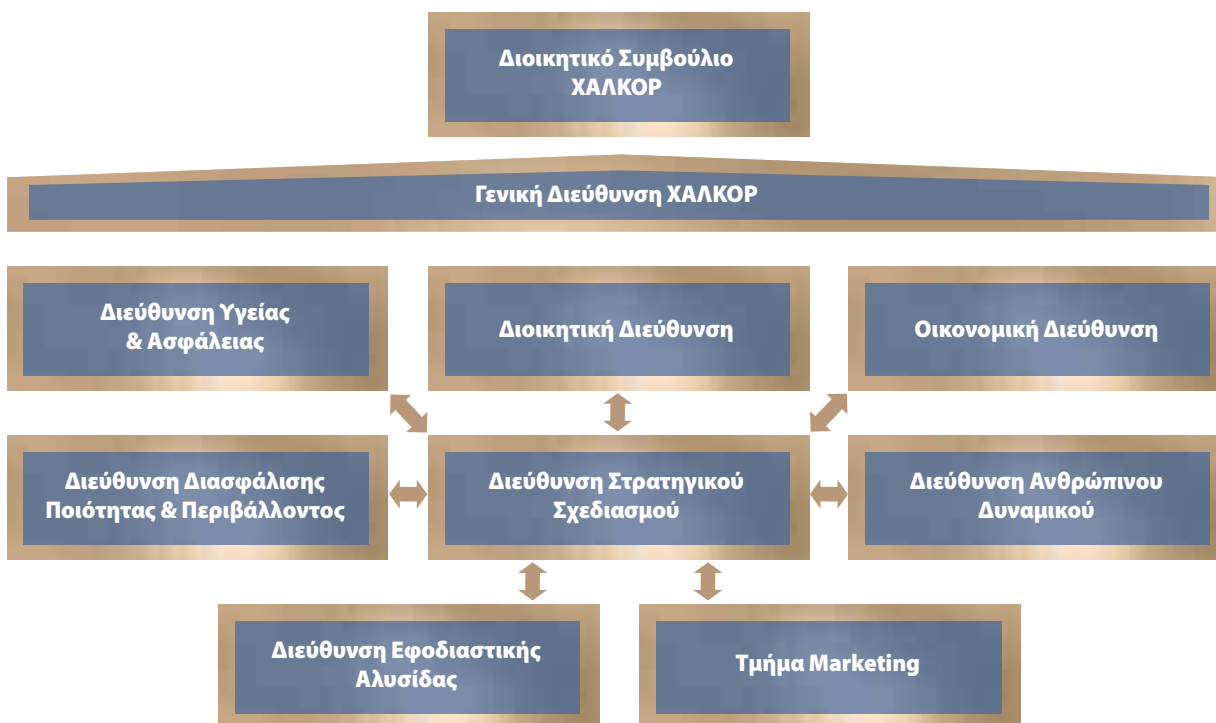 Διοικητικό Συμβούλιο
ΧΑΛΚΟΡ
Γενική Διεύθυνση ΧΑΛΚΟΡ
Διεύθυνση Υγείας
& Ασφάλειας
Διοικητική Διεύθυνση
Οικονομική Διεύθυνση
Διεύθυνση Διασφάλισης
Ποιότητας & Περιβάλλοντος
Διεύθυνση Στρατηγικού
Σχεδιασμού
Διεύθυνση Ανθρώπινου
Δυναμικού
Διεύθυνση Εφοδιαστικής
Αλυσίδας
Τμήμα Marketing